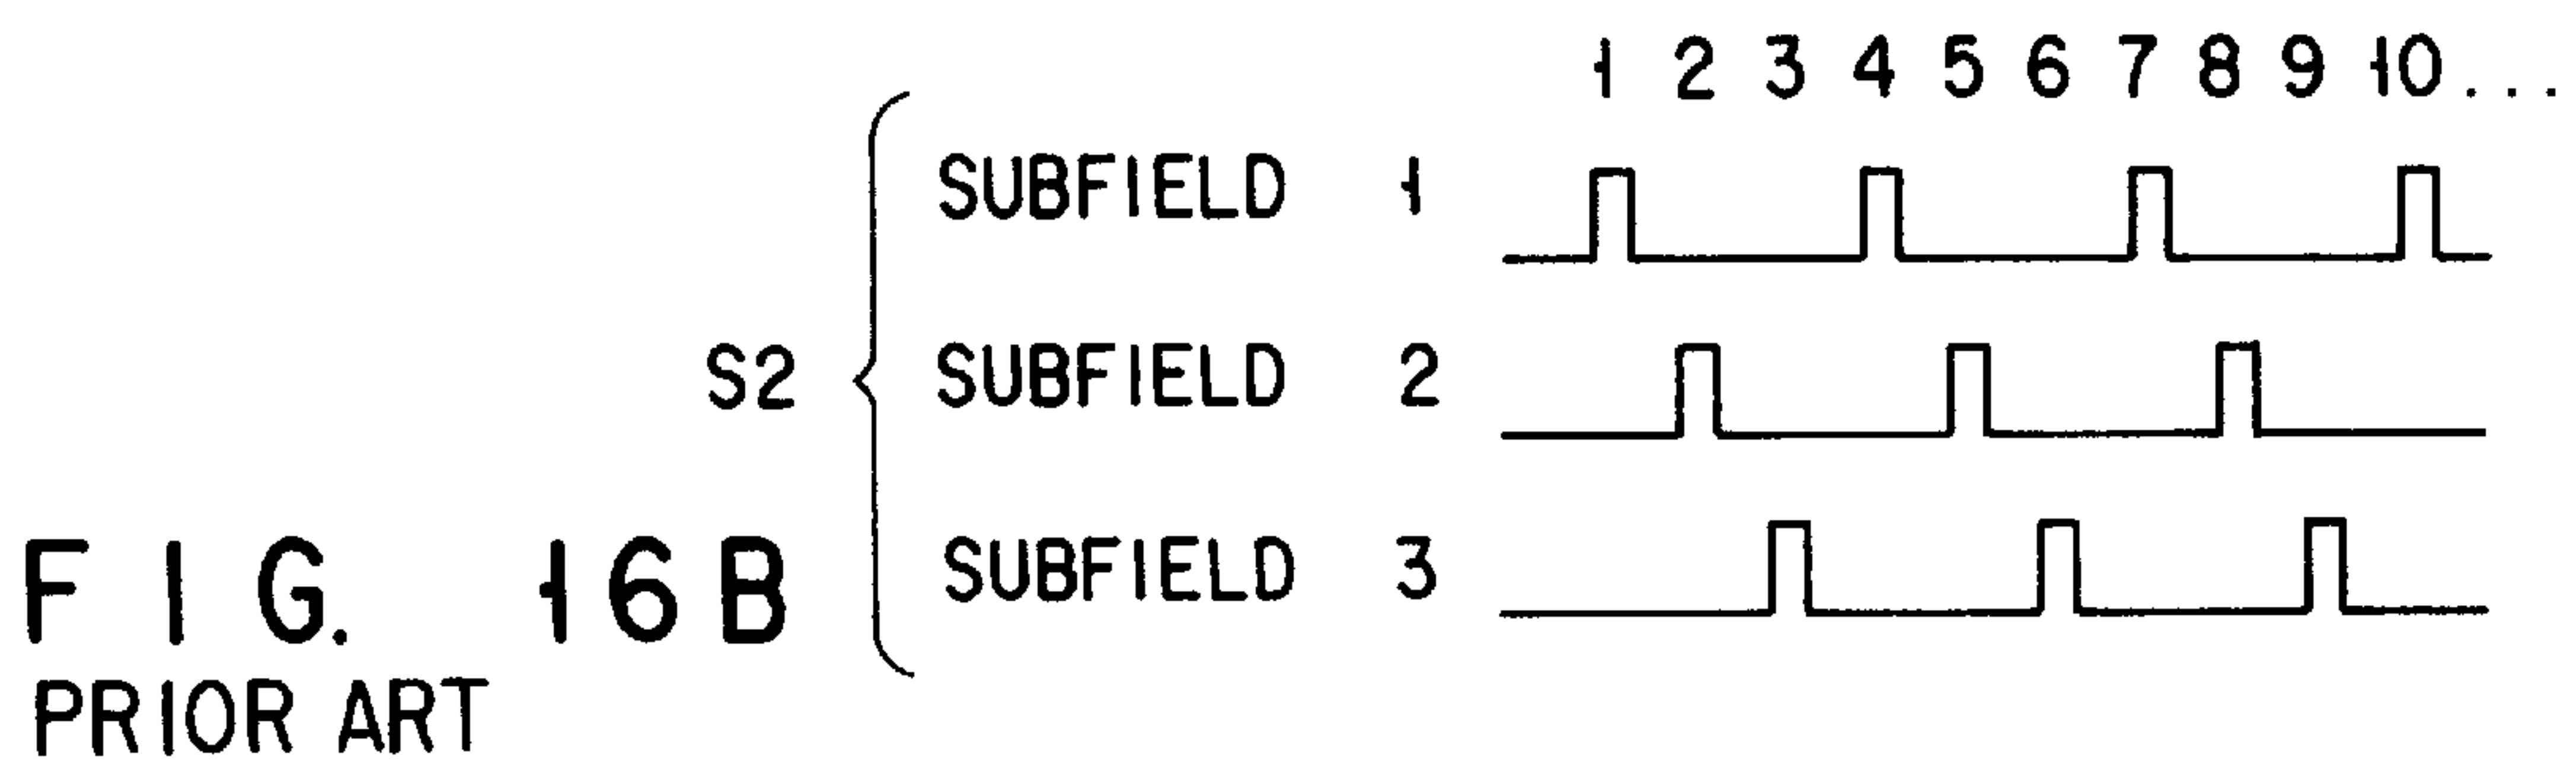 1 2 3 4 5 6 7 8 9 10...
SUBFIELD 1
S2
SUBFIELD 2
SUBFIELD 3
FIG. 16B
PRIOR ART